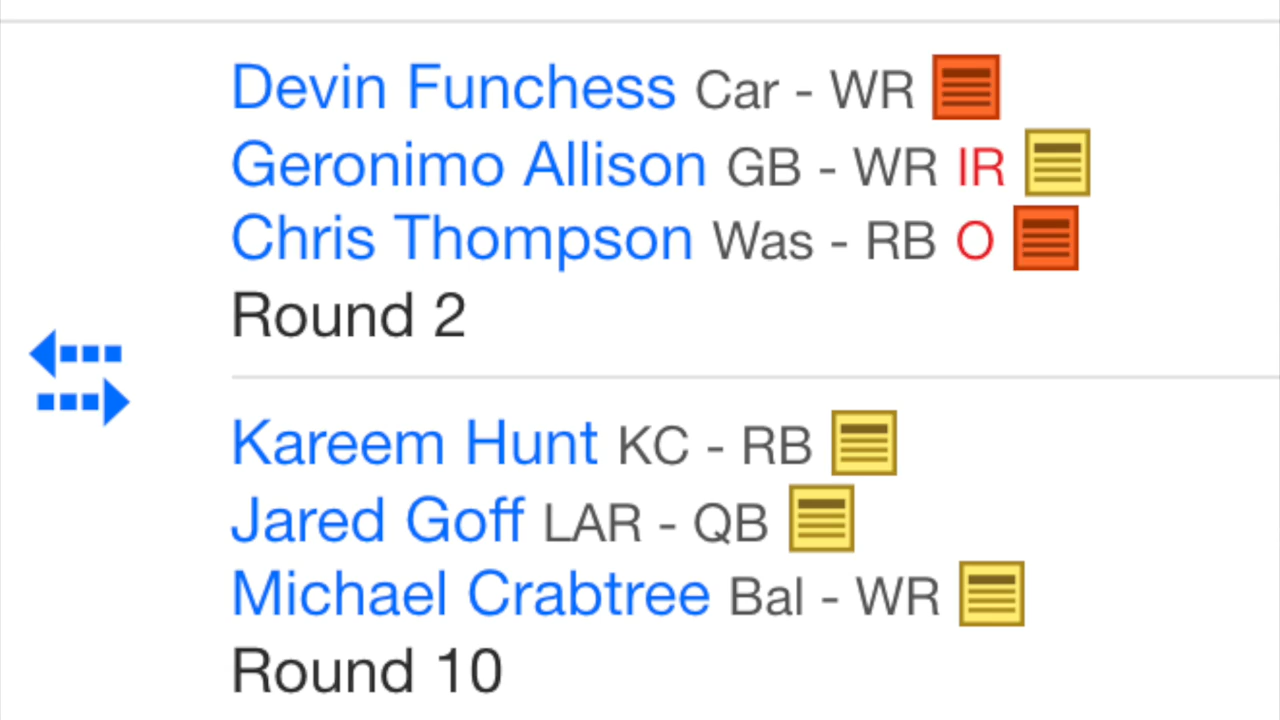 Devin Funchess Car - WR
Geronimo Allison GB - WR IR
Chris Thompson Was - RB O
Round 2
Kareem Hunt KC - RB
Jared Goff LAR - QB
Michael Crabtree Bal - WR
Round 10